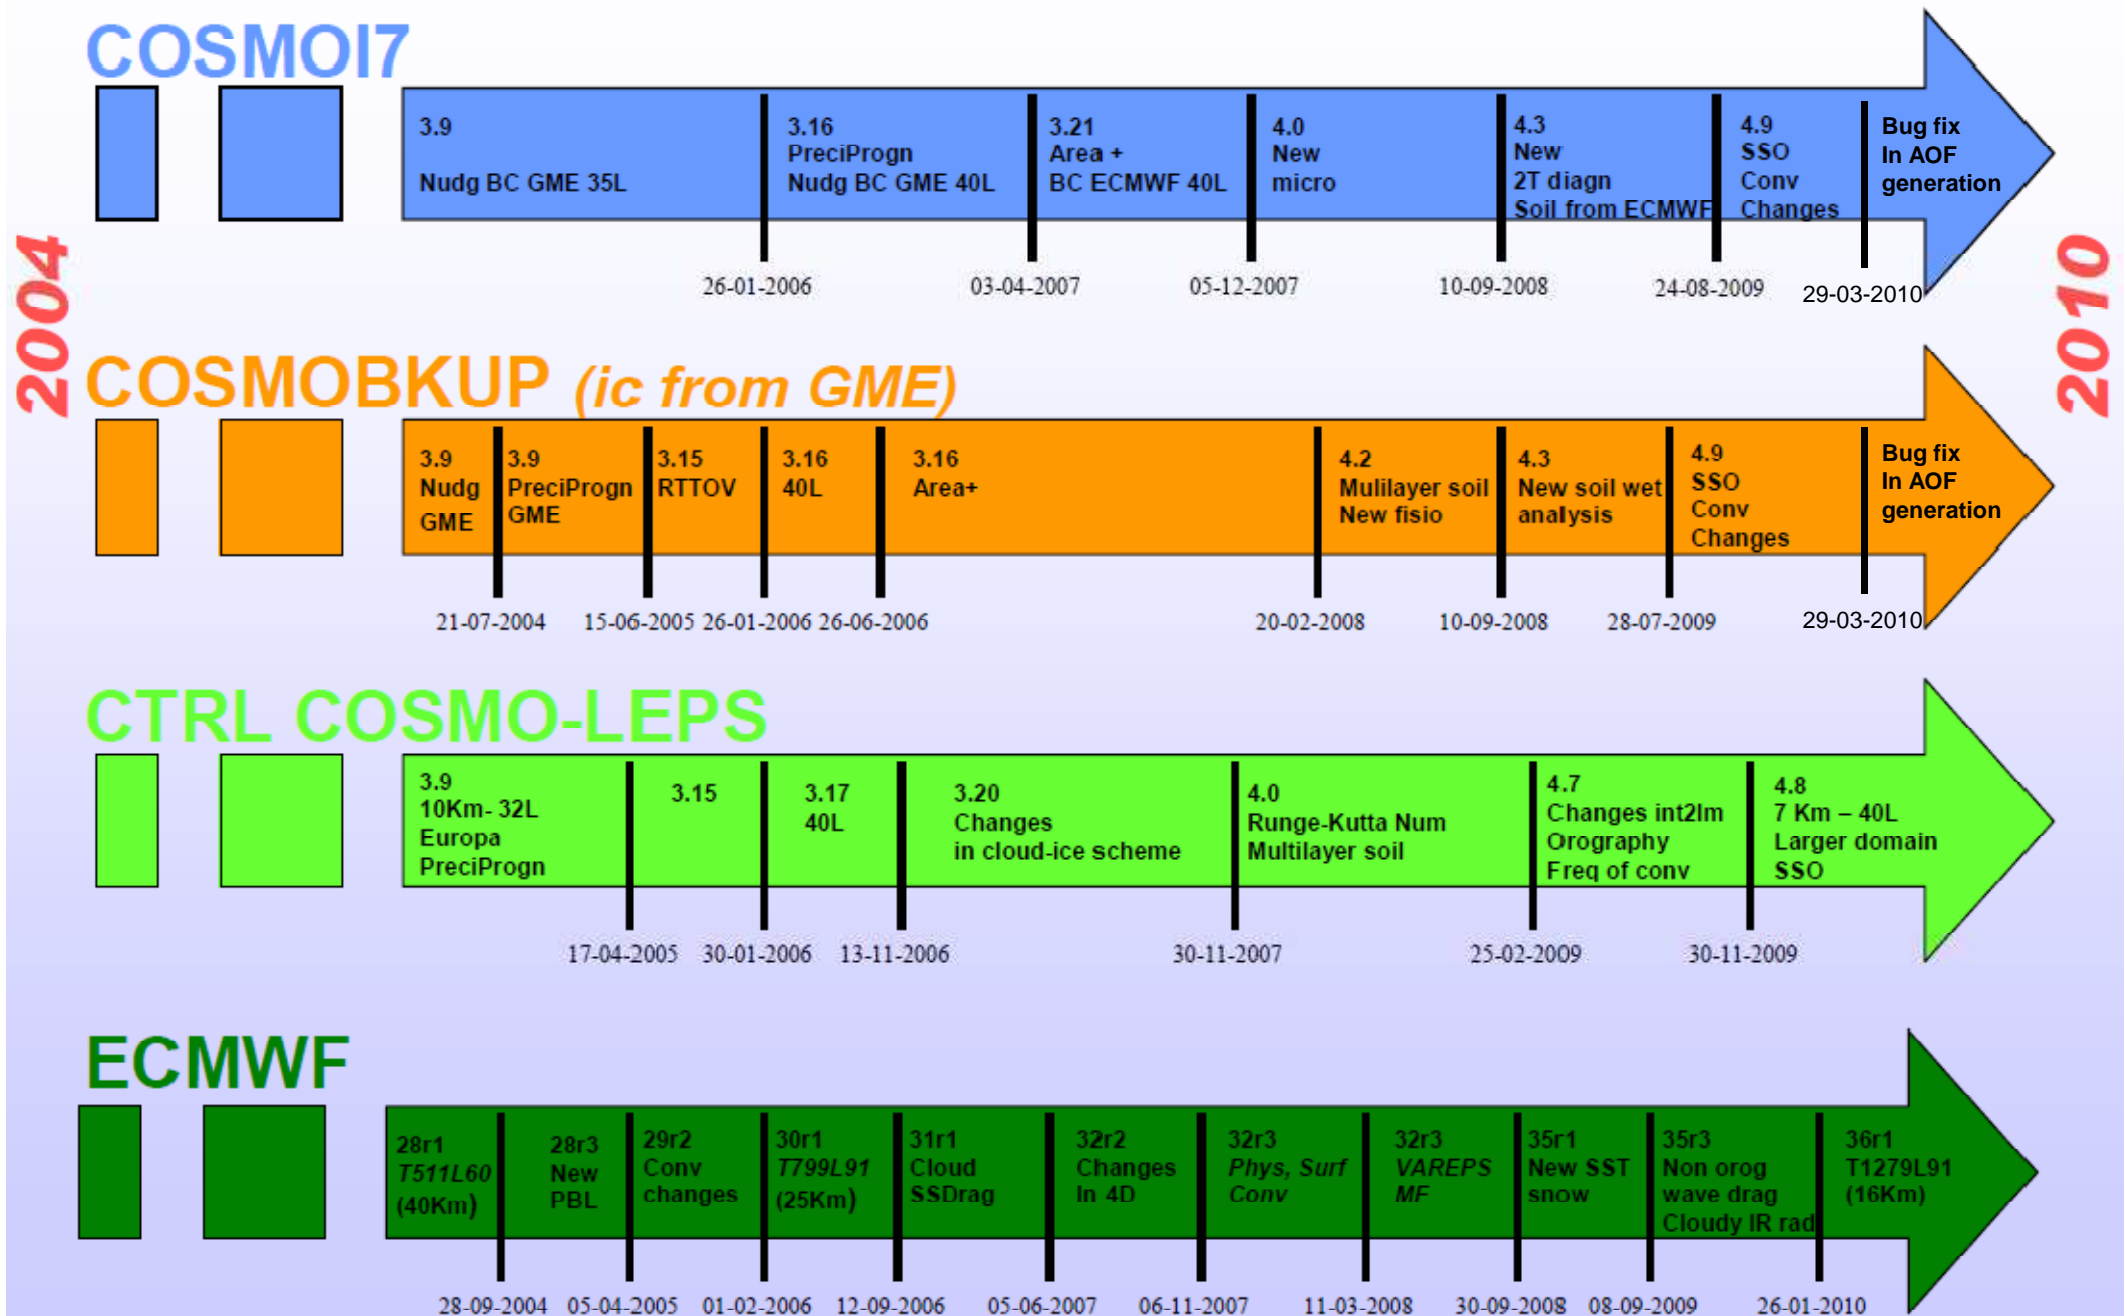 COSMOI7
3.9
Nudg BC GME 35L
3.16
PreciProgn
Nudg BC GME 40L
3.21
Area +
BC ECMWF 40L
4.0
New
micro
4.3
New
2T diagn
Soil from ECMWF
4.9
SSO
Conv
Changes
Bug fix
In AOF
generation
26-01-2006
03-04-2007
05-12-2007
10-09-2008
24-08-2009
29-03-2010
2004
2010
COSMOBKUP (ic from GME)
3.9
Nudg
GME
3.9
PreciProgn
GME
3.15
RTTOV
3.16
40L
3.16
Area+
4.2
Mulilayer soil
New fisio
4.3
New soil wet
analysis
4.9
SSO
Conv
Changes
Bug fix
In AOF
generation
21-07-2004
15-06-2005
26-01-2006
26-06-2006
20-02-2008
10-09-2008
28-07-2009
29-03-2010
CTRL COSMO-LEPS
3.9
10Km- 32L
Europa
PreciProgn
3.15
3.17
40L
3.20
Changes
in cloud-ice scheme
4.0
Runge-Kutta Num
Multilayer soil
4.7
Changes int2lm
Orography
Freq of conv
4.8
7 Km – 40L
Larger domain
SSO
17-04-2005
30-01-2006
13-11-2006
30-11-2007
25-02-2009
30-11-2009
ECMWF
28r1
T511L60
(40Km)
28r3
New
PBL
29r2
Conv
changes
30r1
T799L91
(25Km)
31r1
Cloud
SSDrag
32r2
Changes
In 4D
32r3
Phys, Surf
Conv
32r3
VAREPS
MF
35r1
New SST
snow
35r3
Non orog
wave drag
Cloudy IR rad
36r1
T1279L91
(16Km)
28-09-2004
05-04-2005
01-02-2006
12-09-2006
05-06-2007
06-11-2007
11-03-2008
30-09-2008
08-09-2009
26-01-2010